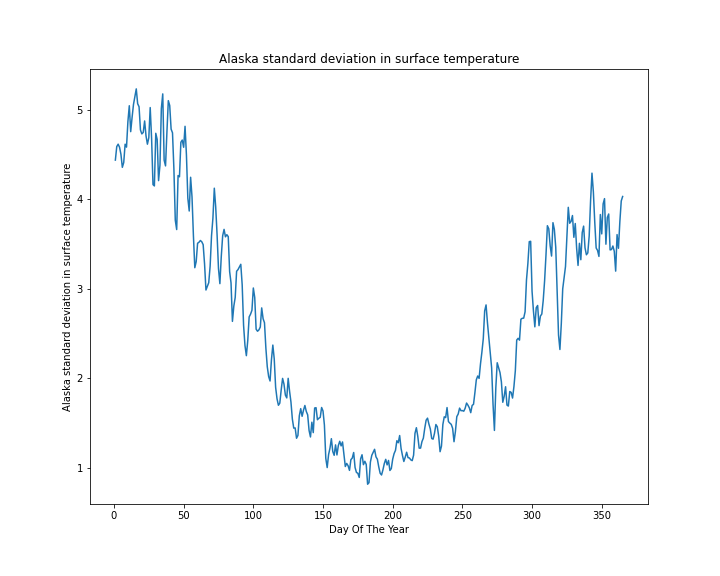 Alaska standard deviation in surface temperature
Alaska standard deviation in surface temperature
5
4
3
2
1
0 50 100 150 200 250 300 350
Day Of The Year